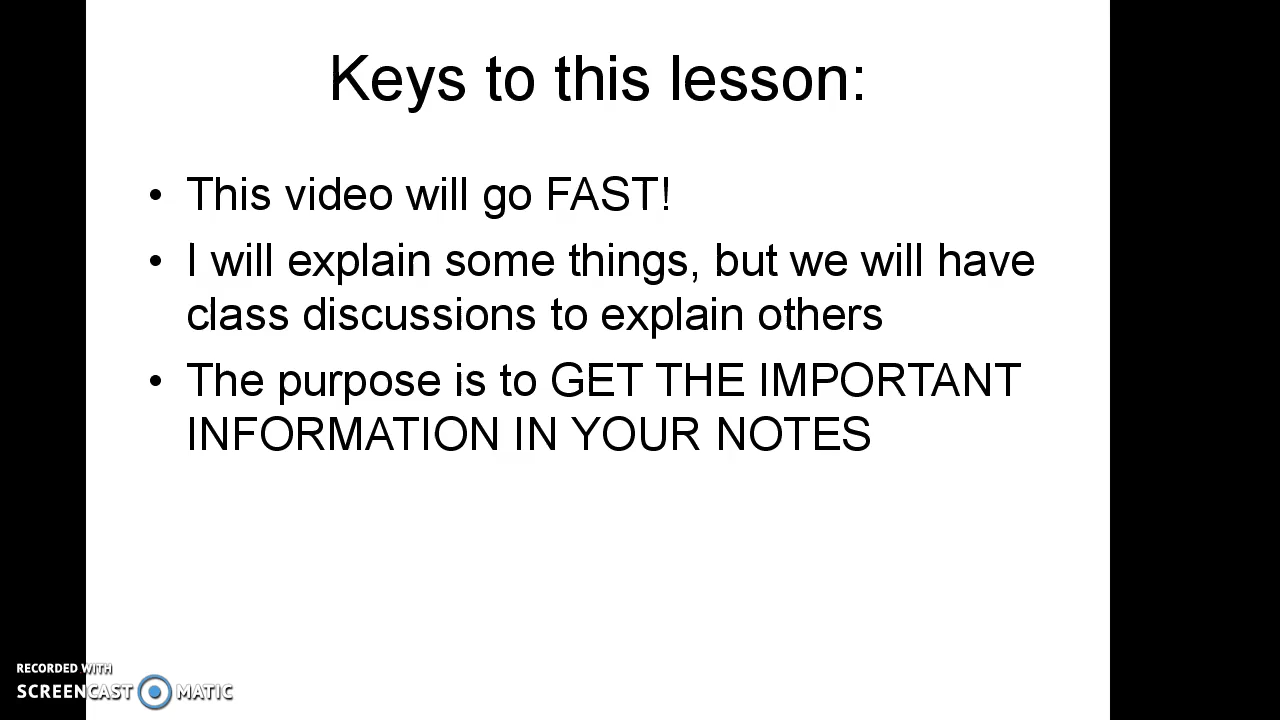 Keys to this lesson:
• This video will go FAST!
• I will explain some things, but we will have
class discussions to explain others
• The purpose is to GET THE IMPORTANT
INFORMATION IN YOUR NOTES
RECORDED WITH
SCREENCAST MATIC